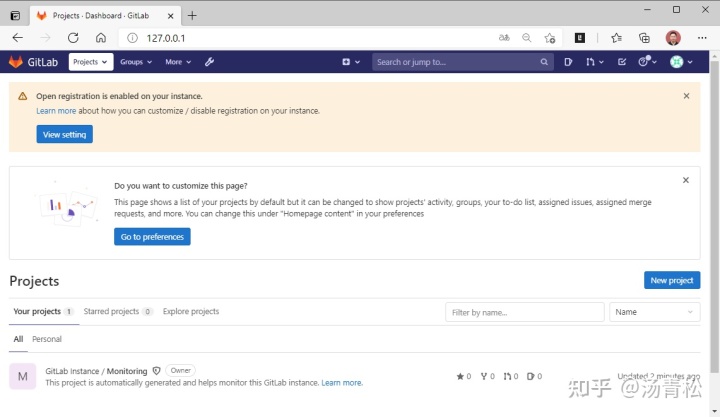 Projects · Dashboard · GitLab
127.0.0.1
GitLab Projects Groups More Search or jump to...
Open registration is enabled on your instance.
Learn more about how you can customize / disable registration on your instance.
View setting
Do you want to customize this page?
This page shows a list of your projects by default but it can be changed to show projects' activity, groups, your to-do list, assigned issues, assigned merge
requests, and more. You can change this under "Homepage content" in your preferences
Go to preferences
Projects
New project
Your projects 1 Starred projects 0 Explore projects Filter by name... Name
All Personal
M
GitLab Instance / Monitoring Owner
This project is automatically generated and helps monitor this GitLab instance. Learn more.
0 0 0 0 Updated 2 minutes ago
知乎 @汤青松